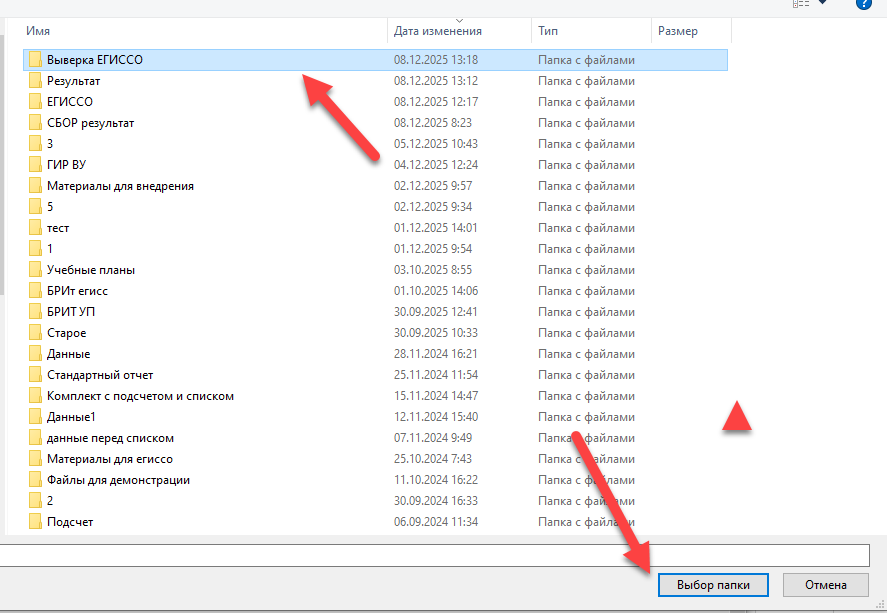 ?
Имя Дата изменения Тип Размер
Выверка ЕГИССО 08.12.2025 13:18 Папка с файлами
Результат 08.12.2025 13:12 Папка с файлами
ЕГИССО 08.12.2025 12:17 Папка с файлами
СБОР результат 08.12.2025 8:23 Папка с файлами
3 05.12.2025 10:43 Папка с файлами
ГИР ВУ 04.12.2025 12:24 Папка с файлами
Материалы для внедрения 02.12.2025 9:57 Папка с файлами
5 02.12.2025 9:34 Папка с файлами
тест 01.12.2025 14:01 Папка с файлами
1 01.12.2025 9:54 Папка с файлами
Учебные планы 03.10.2025 8:55 Папка с файлами
БРИт егисс 01.10.2025 14:06 Папка с файлами
БРИТ УП 30.09.2025 12:41 Папка с файлами
Старое 30.09.2025 10:33 Папка с файлами
Данные 28.11.2024 16:21 Папка с файлами
Стандартный отчет 25.11.2024 11:54 Папка с файлами
Комплект с подсчетом и списком 15.11.2024 14:47 Папка с файлами
Данные1 12.11.2024 15:40 Папка с файлами
данные перед списком 07.11.2024 9:49 Папка с файлами
Материалы для егиссо 25.10.2024 7:43 Папка с файлами
Файлы для демонстрации 11.10.2024 16:22 Папка с файлами
2 30.09.2024 16:33 Папка с файлами
Подсчет 06.09.2024 11:34 Папка с файлами
Выбор папки Отмена